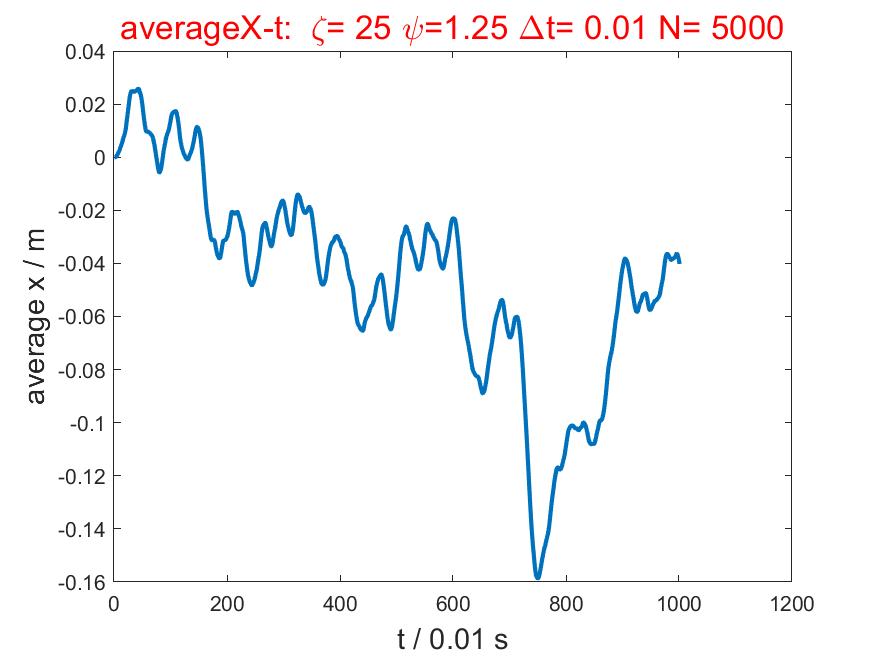 averageX-t: ζ= 25 ψ=1.25 Δt= 0.01 N= 5000
0.04
0.02
0
-0.02
-0.04
-0.06
-0.08
-0.1
-0.12
-0.14
-0.16
average x / m
0 200 400 600 800 1000 1200
t / 0.01 s